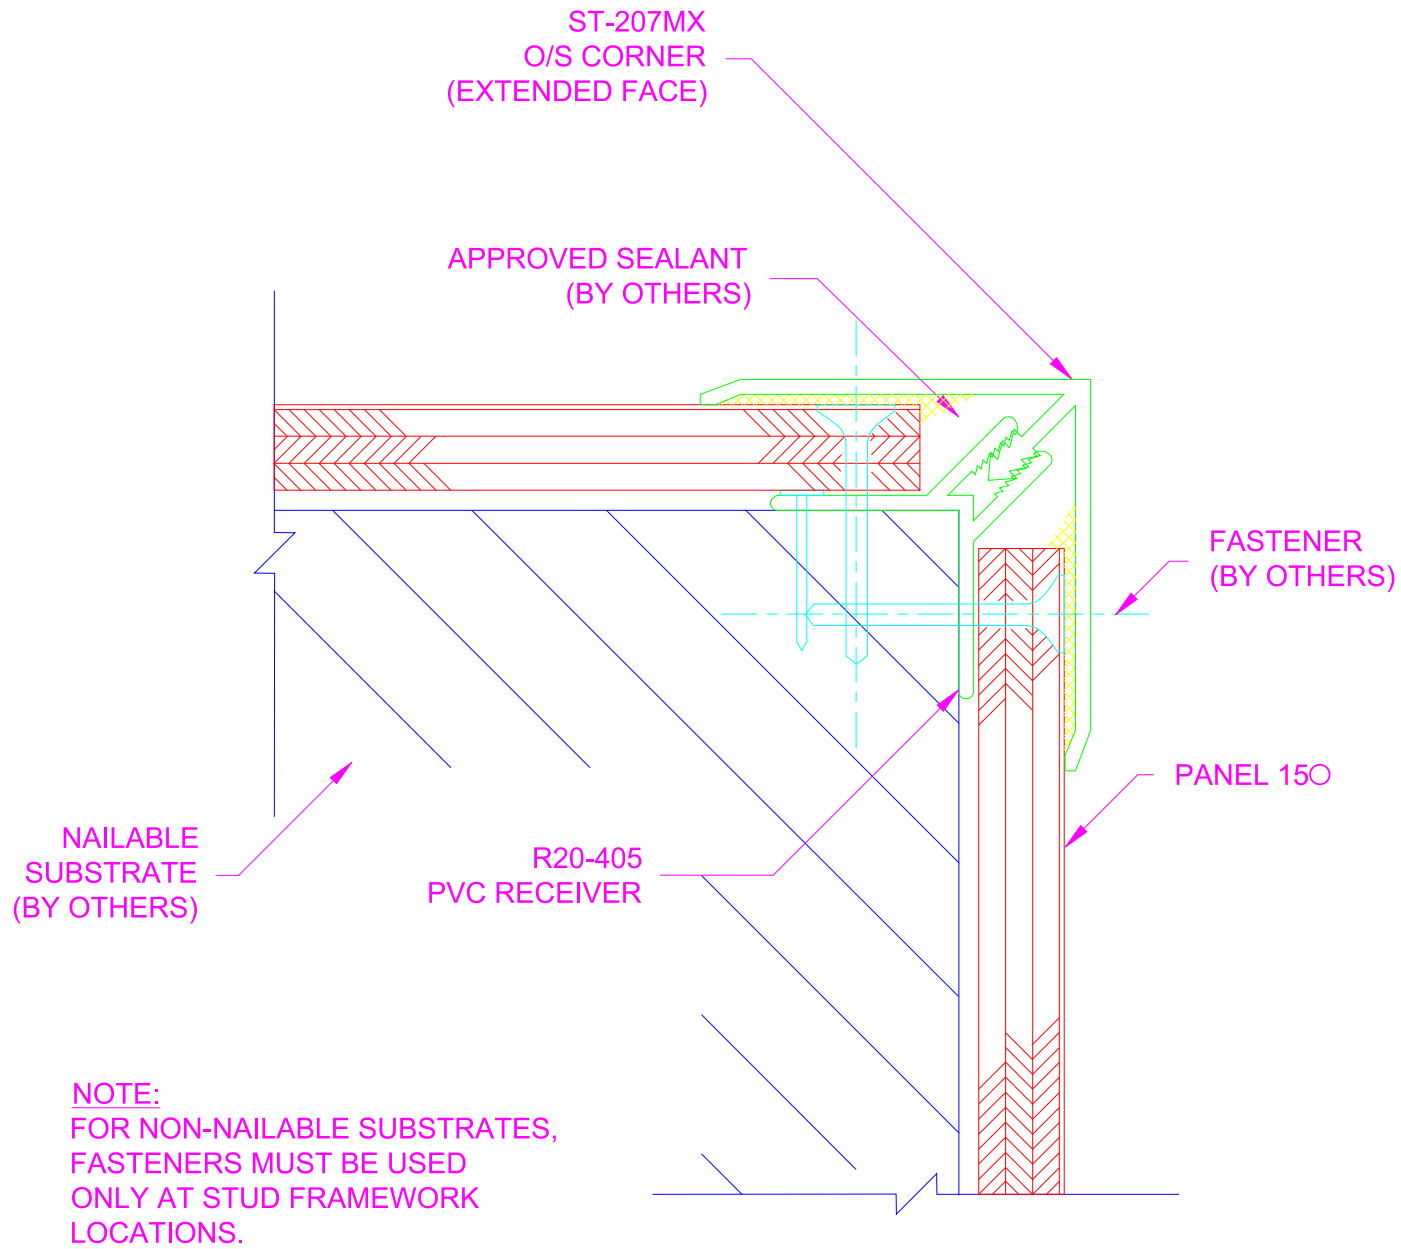 ST-207MX
O/S CORNER
(EXTENDED FACE)
APPROVED SEALANT
(BY OTHERS)
FASTENER
(BY OTHERS)
PANEL 15O
NAILABLE
SUBSTRATE
(BY OTHERS)
R20-405
PVC RECEIVER
NOTE:
FOR NON-NAILABLE SUBSTRATES,
FASTENERS MUST BE USED
ONLY AT STUD FRAMEWORK
LOCATIONS.